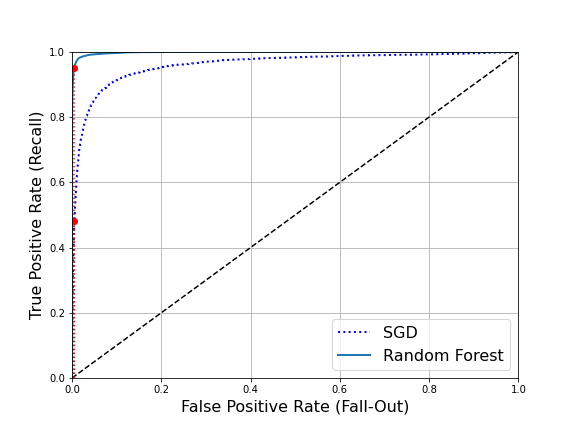 1.0
0.8
0.6
0.4
0.2
0.0
True Positive Rate (Recall)
SGD
Random Forest
0.0 0.2 0.4 0.6 0.8 1.0
False Positive Rate (Fall-Out)